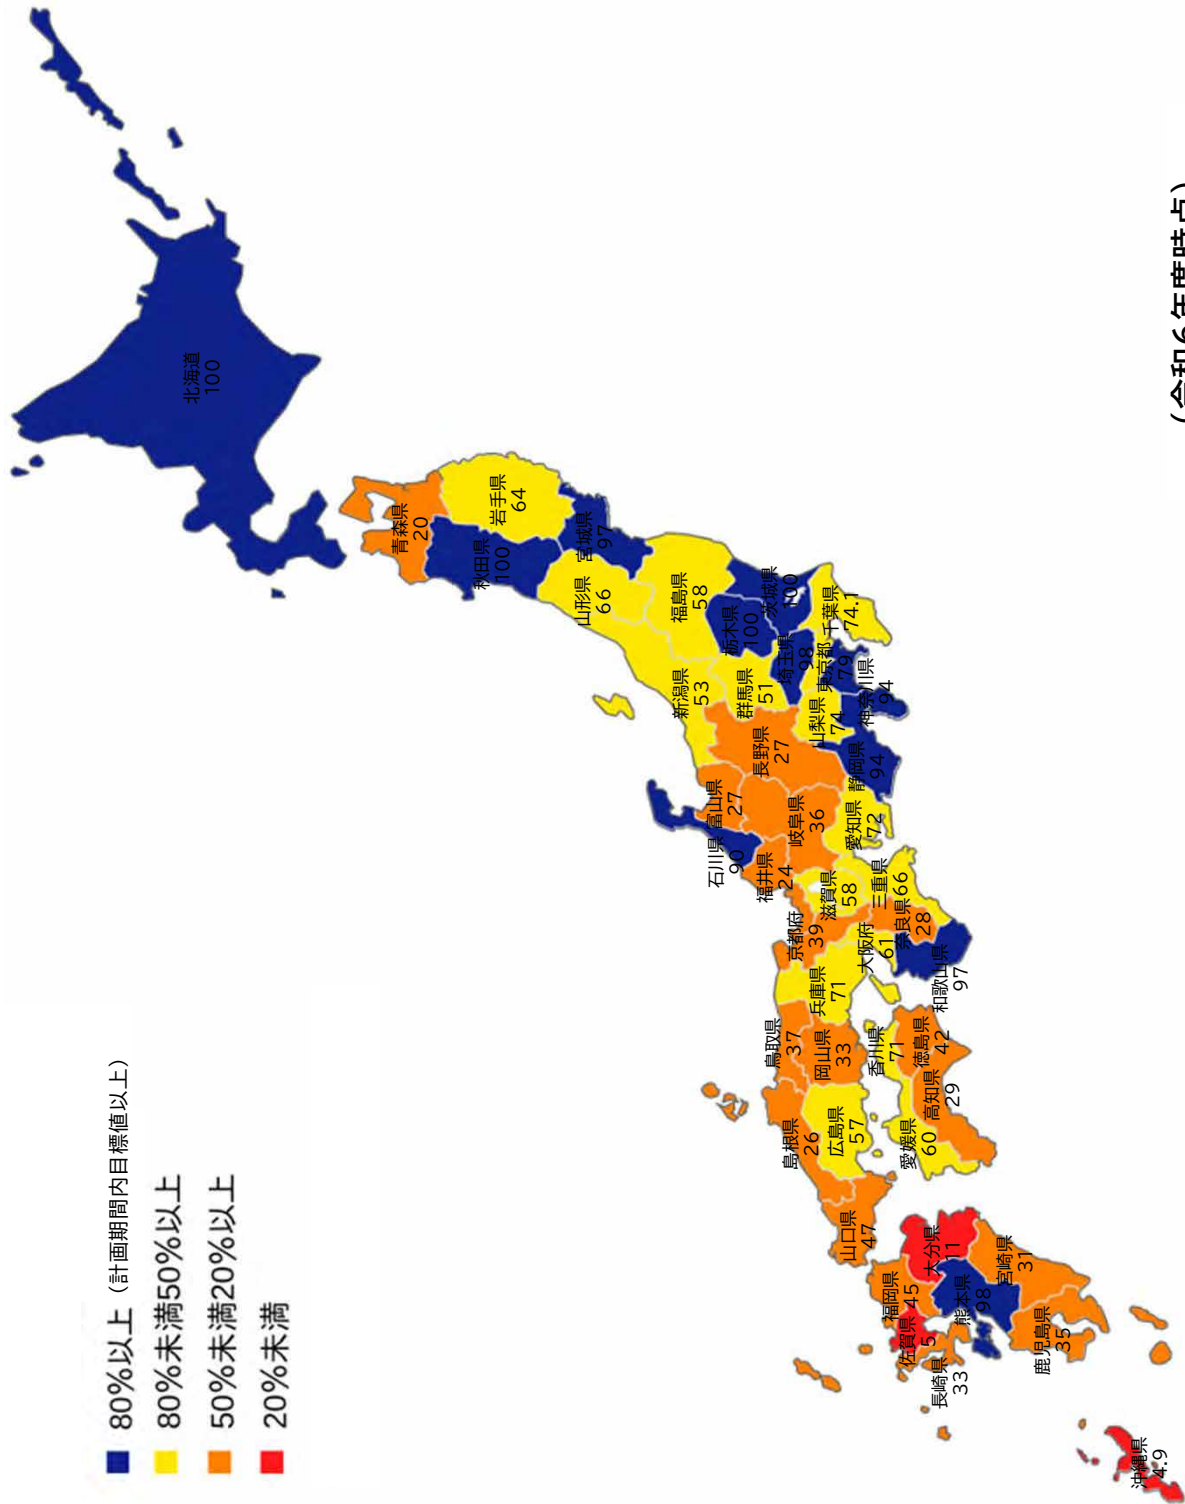 80%以上（計画期間内目標値以上）
80%未満50%以上
50%未満20%以上
20%未満
北海道
100
青森県
20
岩手県
64
秋田県
100
宮城県
97
山形県
66
福島県
58
茨城県
100
栃木県
100
群馬県
51
埼玉県
98
千葉県
74.1
東京都
79
神奈川県
94
新潟県
53
富山県
27
石川県
90
福井県
24
山梨県
74
長野県
27
岐阜県
36
静岡県
94
愛知県
72
三重県
66
滋賀県
58
京都府
39
大阪府
61
兵庫県
71
奈良県
28
和歌山県
97
鳥取県
37
島根県
26
岡山県
33
広島県
57
山口県
47
徳島県
42
香川県
71
愛媛県
60
高知県
29
福岡県
45
佐賀県
5
長崎県
33
熊本県
98
大分県
11
宮崎県
31
鹿児島県
35
沖縄県
4.9
（令和6年度時点）